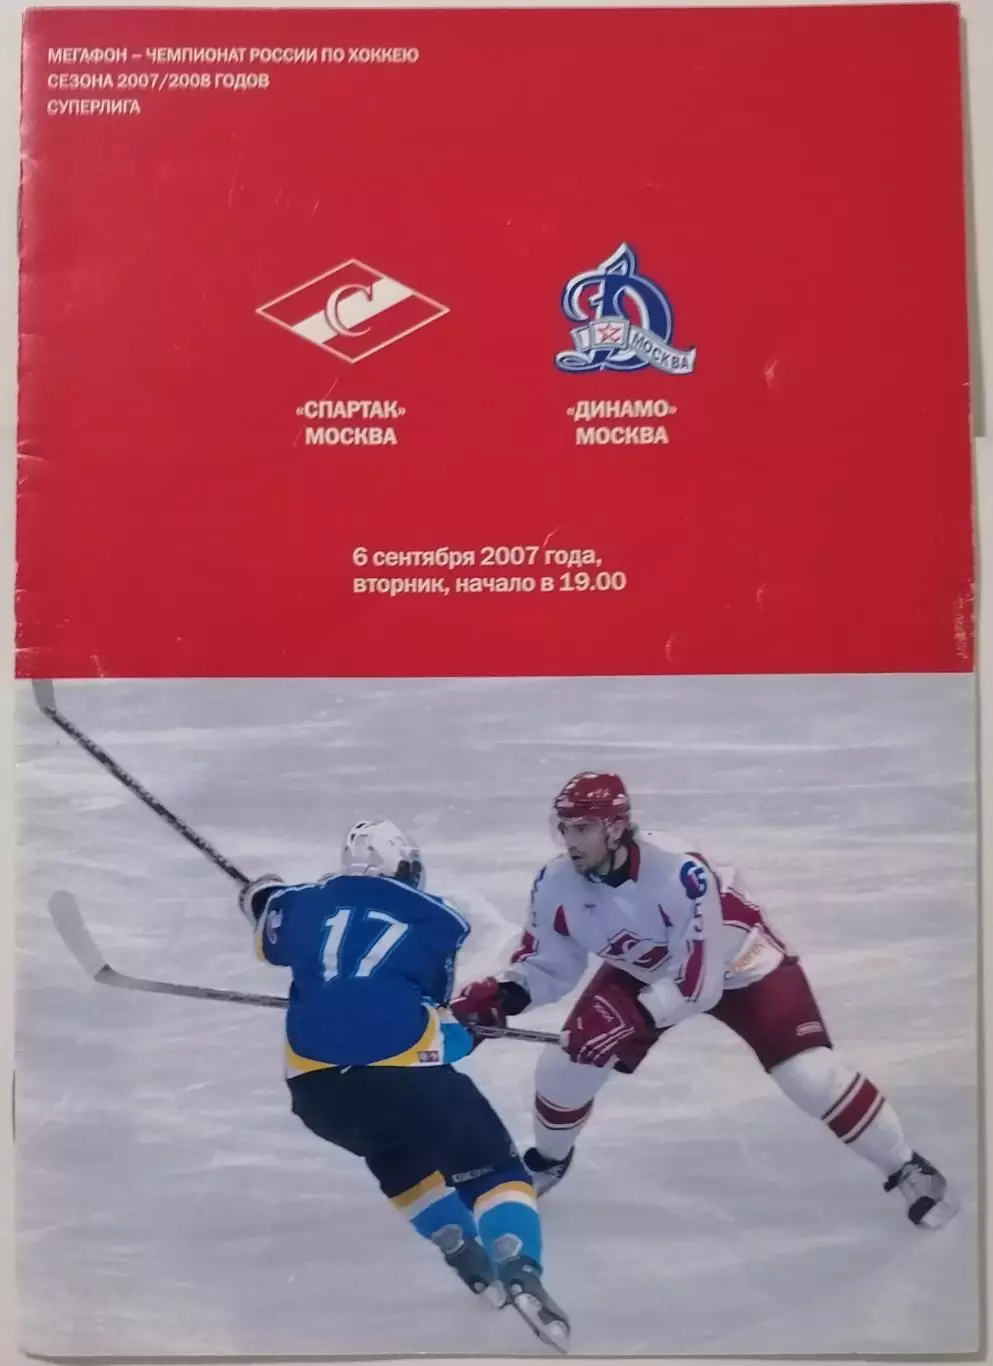 МЕГАФОН – ЧЕМПИОНАТ РОССИИ ПО ХОККЕЮ
СЕЗОНА 2007/2008 ГОДОВ
СУПЕРЛИГА
С
МОСКВА
«СПАРТАК»
МОСКВА
«ДИНАМО»
МОСКВА
6 сентября 2007 года,
вторник, начало в 19.00
17
5